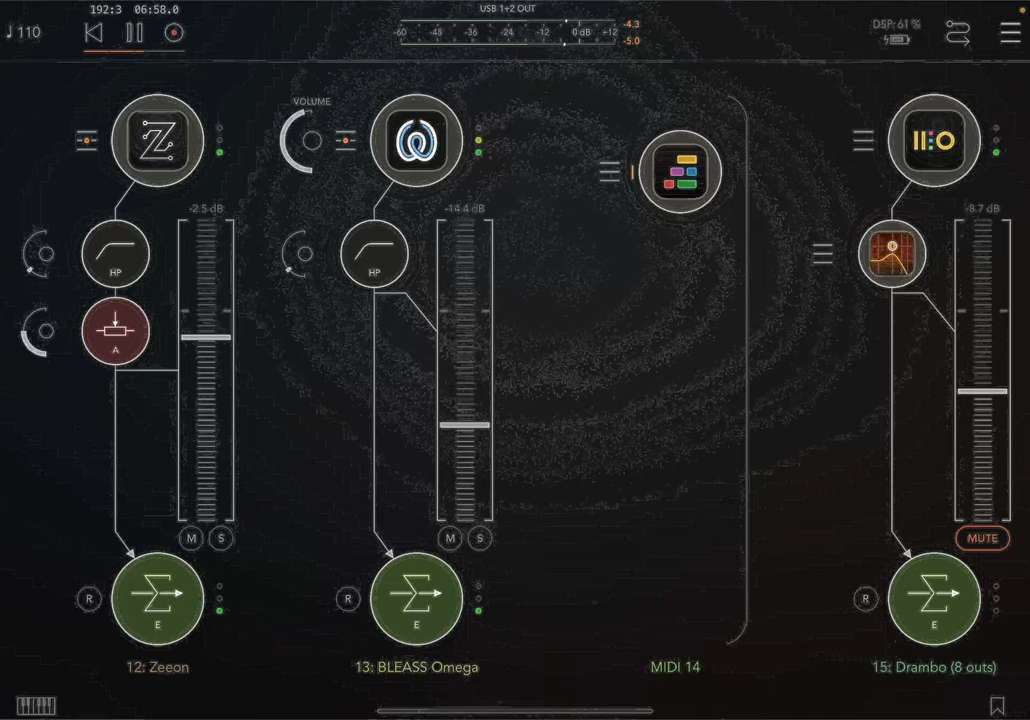 192:3 06:58.0
110
USB 1+2 OUT
-60 -48 -36 -24 -12 0 dB +12
-4.3
-5.0
DSP: 61 %
VOLUME
HP
-2.5 dB
A
M S
R
E
12: Zeeon
HP
-14.4 dB
M S
R
E
13: BLEASS Omega
MIDI 14
-8.7 dB
MUTE
R
E
15: Drambo (8 outs)